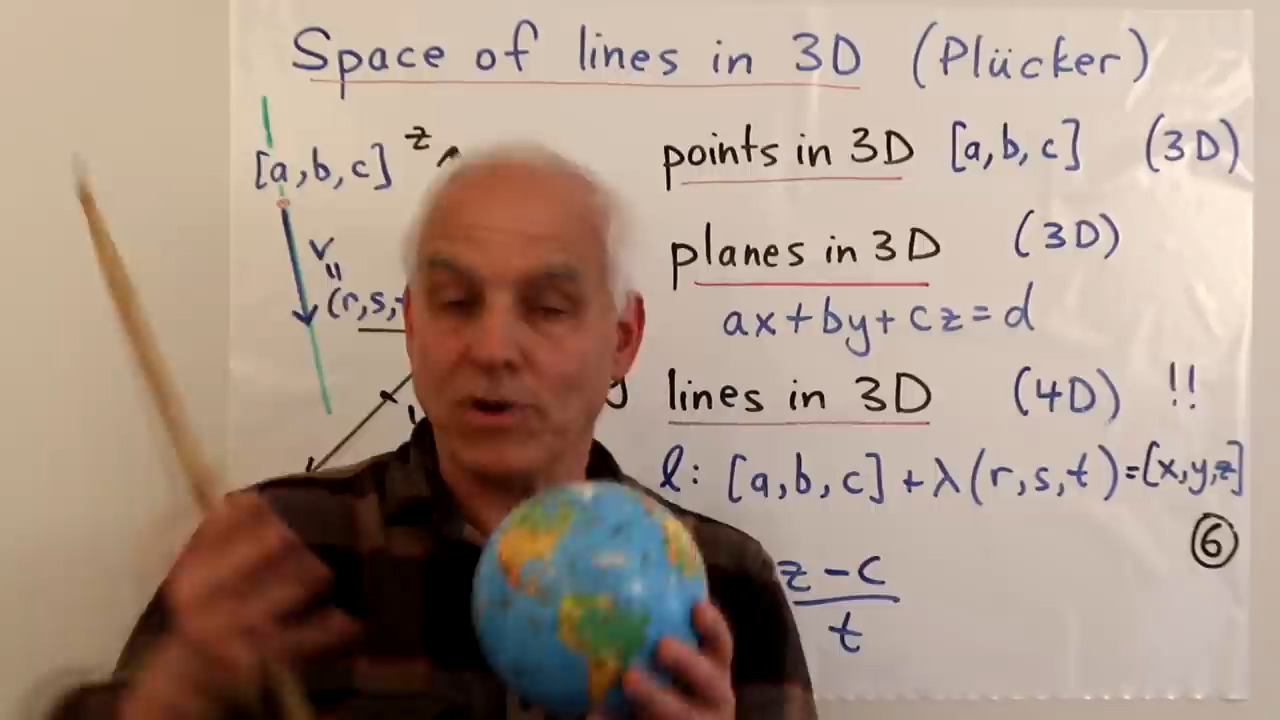 Space of lines in 3D (Plücker)
[a,b,c] z
v
=
(r,s,
y
points in 3D [a,b,c] (3D)
planes in 3D (3D)
ax+by+cz=d
lines in 3D (4D) !!
l: [a,b,c]+λ(r,s,t)=[x,y,z]
6
z-c
t